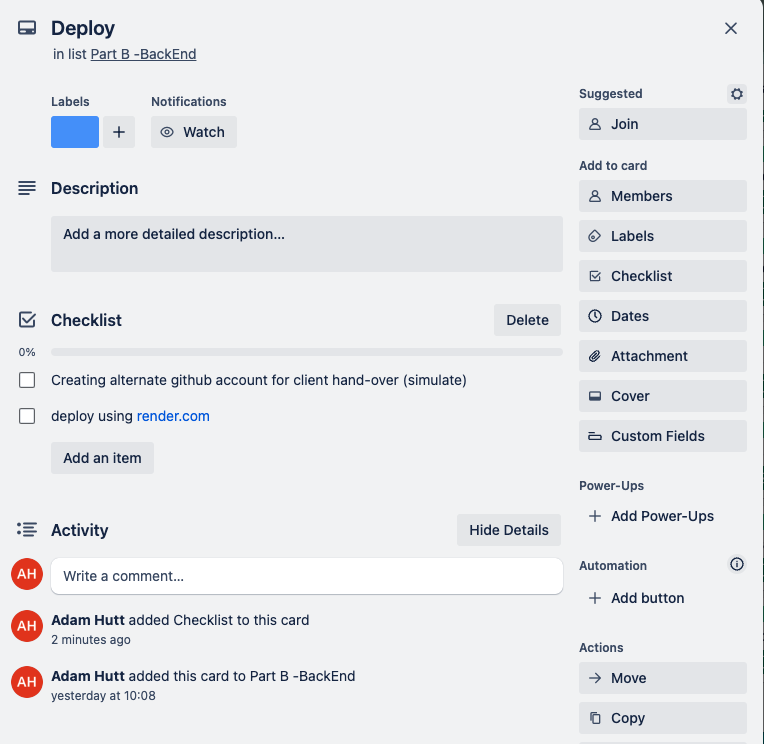 Deploy
in list Part B -BackEnd
Labels
Notifications
+
Watch
Description
Add a more detailed description...
Checklist
Delete
0%
Creating alternate github account for client hand-over (simulate)
deploy using render.com
Add an item
Activity
Hide Details
AH
Write a comment...
AH
Adam Hutt added Checklist to this card
2 minutes ago
AH
Adam Hutt added this card to Part B -BackEnd
yesterday at 10:08
Suggested
Join
Add to card
Members
Labels
Checklist
Dates
Attachment
Cover
Custom Fields
Power-Ups
+ Add Power-Ups
Automation
+ Add button
Actions
Move
Copy